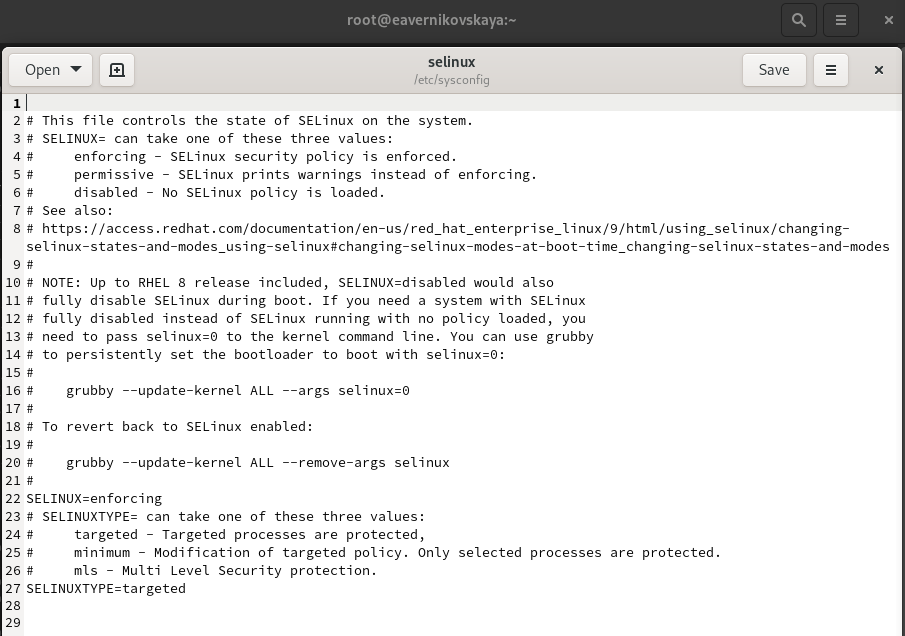 root@eavernikovskaya:~
Open
selinux
/etc/sysconfig
Save
1
2 # This file controls the state of SELinux on the system.
3 # SELINUX= can take one of these three values:
4 #     enforcing - SELinux security policy is enforced.
5 #     permissive - SELinux prints warnings instead of enforcing.
6 #     disabled - No SELinux policy is loaded.
7 # See also:
8 # https://access.redhat.com/documentation/en-us/red_hat_enterprise_linux/9/html/using_selinux/changing-
selinux-states-and-modes_using-selinux#changing-selinux-modes-at-boot-time_changing-selinux-states-and-modes
9 #
10 # NOTE: Up to RHEL 8 release included, SELINUX=disabled would also
11 # fully disable SELinux during boot. If you need a system with SELinux
12 # fully disabled instead of SELinux running with no policy loaded, you
13 # need to pass selinux=0 to the kernel command line. You can use grubby
14 # to persistently set the bootloader to boot with selinux=0:
15 #
16 #    grubby --update-kernel ALL --args selinux=0
17 #
18 # To revert back to SELinux enabled:
19 #
20 #    grubby --update-kernel ALL --remove-args selinux
21 #
22 SELINUX=enforcing
23 # SELINUXTYPE= can take one of these three values:
24 #     targeted - Targeted processes are protected,
25 #     minimum - Modification of targeted policy. Only selected processes are protected.
26 #     mls - Multi Level Security protection.
27 SELINUXTYPE=targeted
28
29